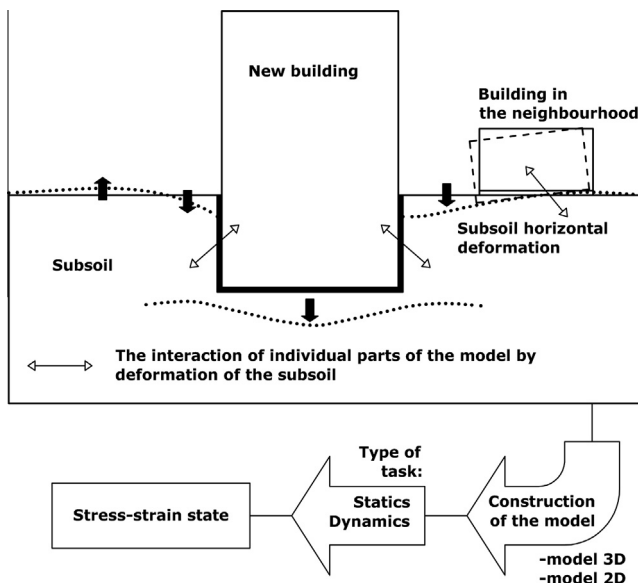 New building
Building in
the neighbourhood
Subsoil horizontal
deformation
Subsoil
The interaction of individual parts of the model by
deformation of the subsoil
Type of
task:
Statics
Dynamics
Stress-strain state
Construction
of the model
-model 3D
-model 2D